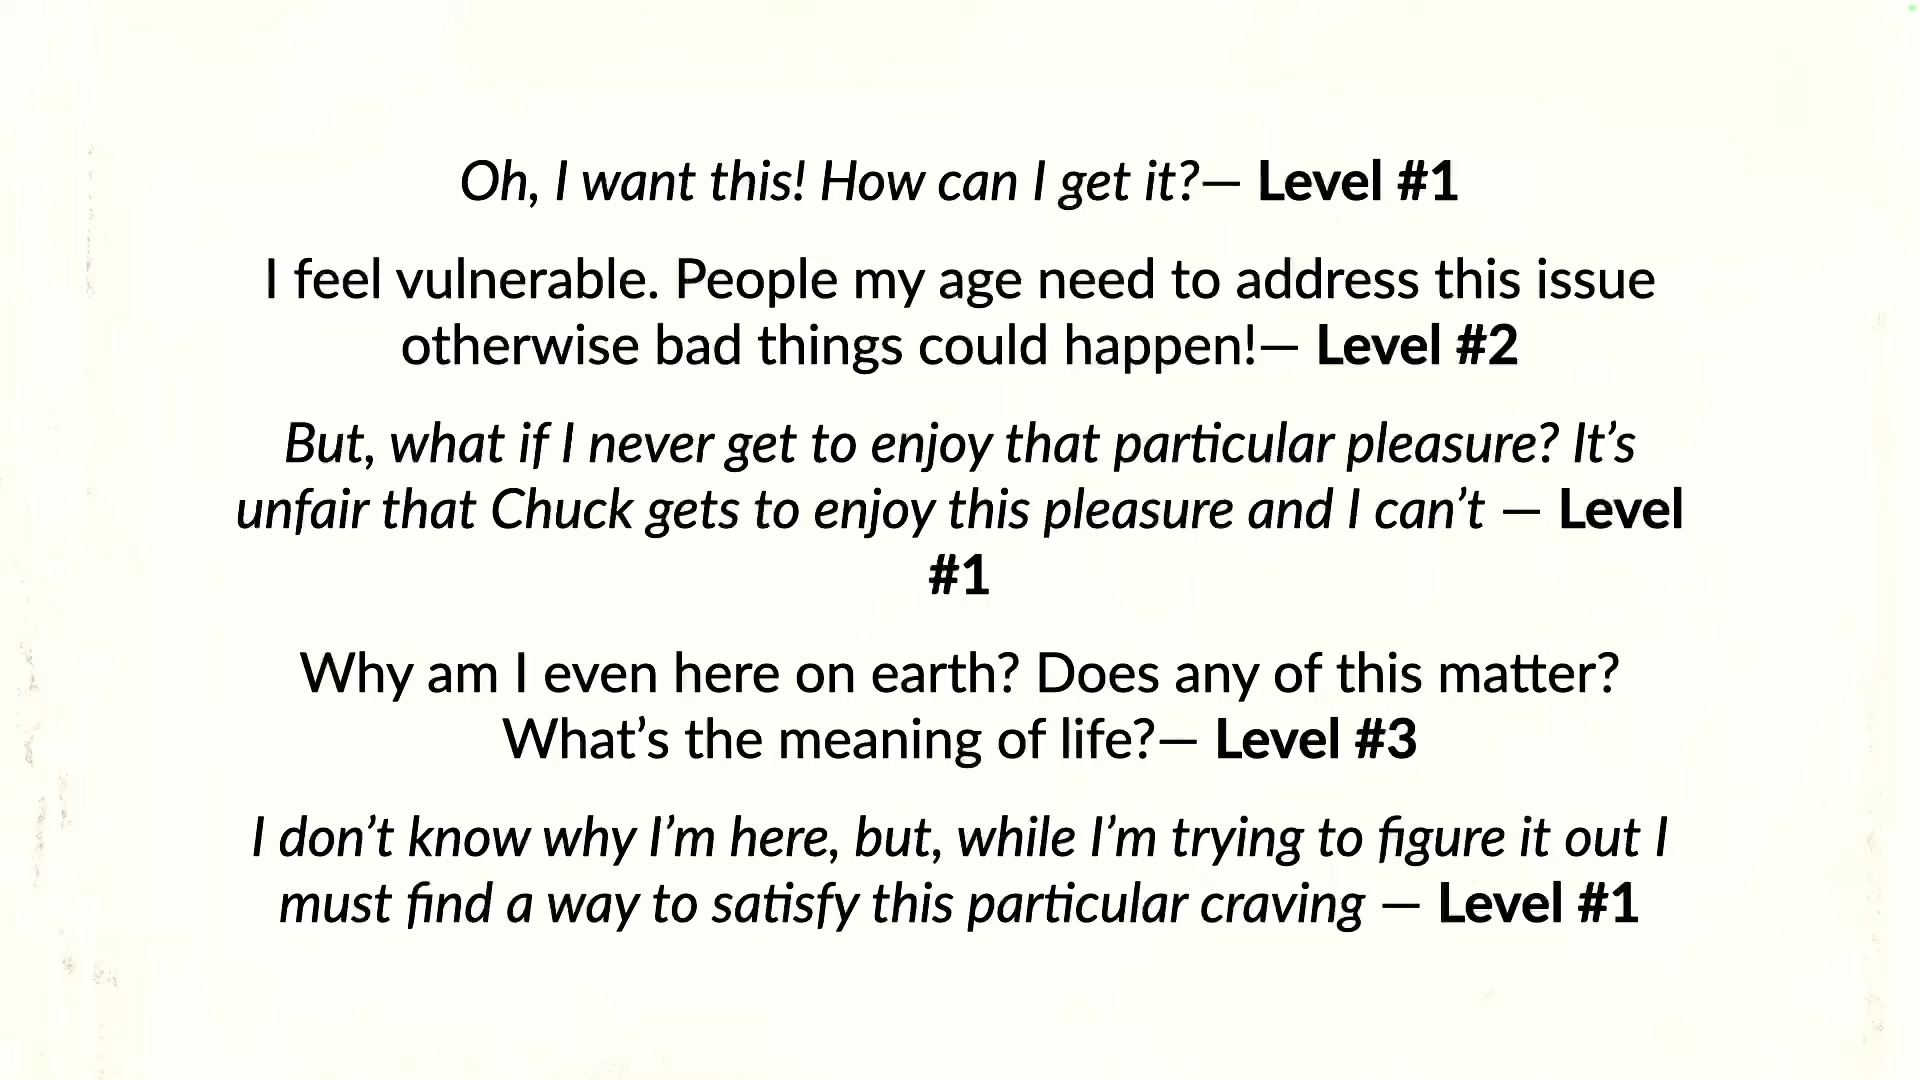 Oh, I want this! How can I get it?— Level #1
I feel vulnerable. People my age need to address this issue
otherwise bad things could happen!— Level #2
But, what if I never get to enjoy that particular pleasure? It’s
unfair that Chuck gets to enjoy this pleasure and I can’t — Level
#1
Why am I even here on earth? Does any of this matter?
What’s the meaning of life?— Level #3
I don’t know why I’m here, but, while I’m trying to figure it out I
must find a way to satisfy this particular craving — Level #1